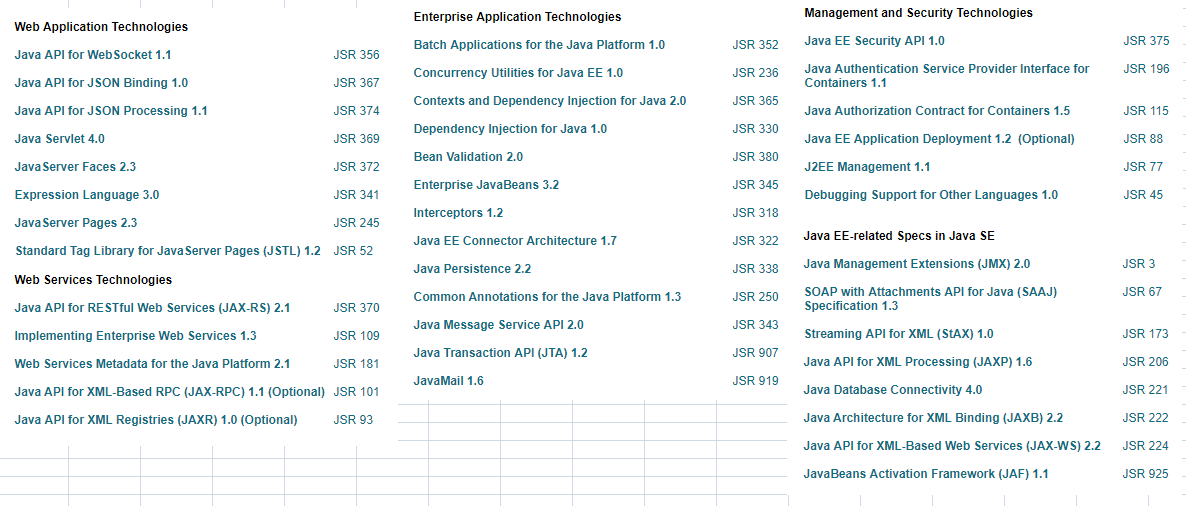 Web Application Technologies
Java API for WebSocket 1.1 JSR 356
Java API for JSON Binding 1.0 JSR 367
Java API for JSON Processing 1.1 JSR 374
Java Servlet 4.0 JSR 369
JavaServer Faces 2.3 JSR 372
Expression Language 3.0 JSR 341
JavaServer Pages 2.3 JSR 245
Standard Tag Library for JavaServer Pages (JSTL) 1.2 JSR 52
Web Services Technologies
Java API for RESTful Web Services (JAX-RS) 2.1 JSR 370
Implementing Enterprise Web Services 1.3 JSR 109
Web Services Metadata for the Java Platform 2.1 JSR 181
Java API for XML-Based RPC (JAX-RPC) 1.1 (Optional) JSR 101
Java API for XML Registries (JAXR) 1.0 (Optional) JSR 93
Enterprise Application Technologies
Batch Applications for the Java Platform 1.0 JSR 352
Concurrency Utilities for Java EE 1.0 JSR 236
Contexts and Dependency Injection for Java 2.0 JSR 365
Dependency Injection for Java 1.0 JSR 330
Bean Validation 2.0 JSR 380
Enterprise JavaBeans 3.2 JSR 345
Interceptors 1.2 JSR 318
Java EE Connector Architecture 1.7 JSR 322
Java Persistence 2.2 JSR 338
Common Annotations for the Java Platform 1.3 JSR 250
Java Message Service API 2.0 JSR 343
Java Transaction API (JTA) 1.2 JSR 907
JavaMail 1.6 JSR 919
Management and Security Technologies
Java EE Security API 1.0 JSR 375
Java Authentication Service Provider Interface for JSR 196
Containers 1.1
Java Authorization Contract for Containers 1.5 JSR 115
Java EE Application Deployment 1.2 (Optional) JSR 88
J2EE Management 1.1 JSR 77
Debugging Support for Other Languages 1.0 JSR 45
Java EE-related Specs in Java SE
Java Management Extensions (JMX) 2.0 JSR 3
SOAP with Attachments API for Java (SAAJ) JSR 67
Specification 1.3
Streaming API for XML (StAX) 1.0 JSR 173
Java API for XML Processing (JAXP) 1.6 JSR 206
Java Database Connectivity 4.0 JSR 221
Java Architecture for XML Binding (JAXB) 2.2 JSR 222
Java API for XML-Based Web Services (JAX-WS) 2.2 JSR 224
JavaBeans Activation Framework (JAF) 1.1 JSR 925